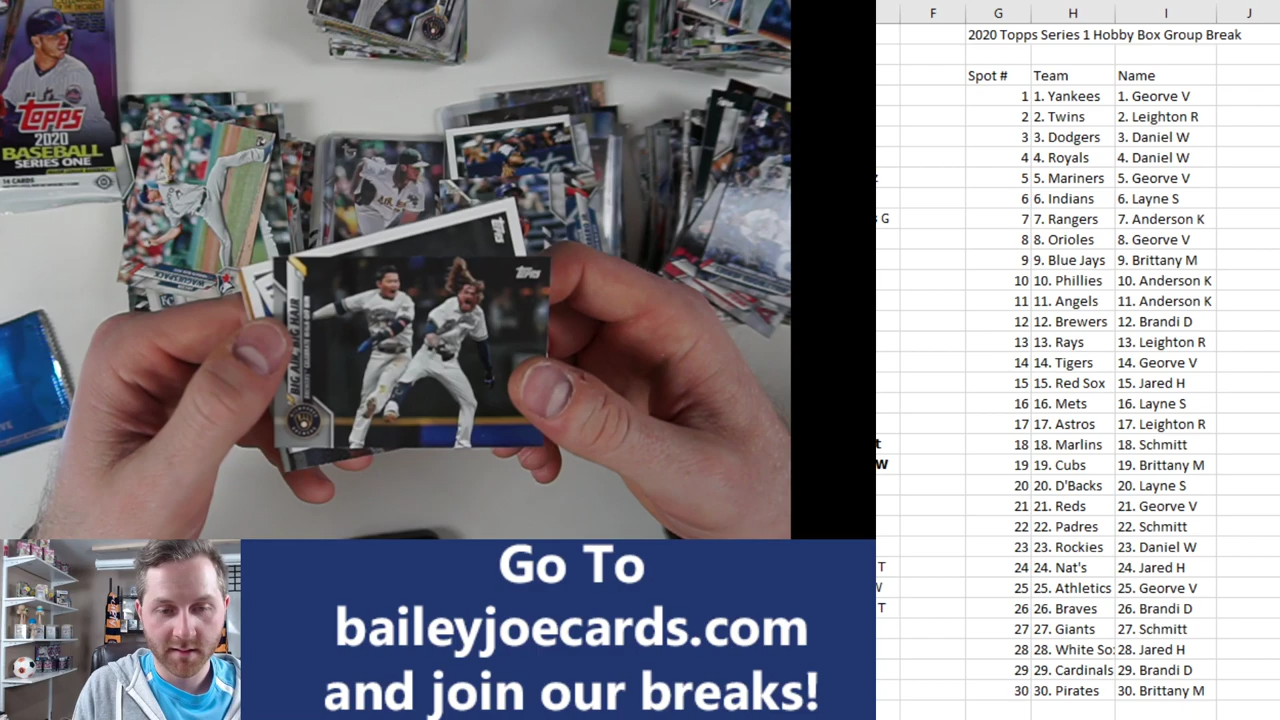 TOPPS
2020
BASEBALL
SERIES ONE
14 CARDS
WAGUESPACK
topps
topps
BIG AIR, BIG HAIR
Go To
baileyjoecards.com
and join our breaks!
F G H I J
2020 Topps Series 1 Hobby Box Group Break
Spot # Team Name
1 1. Yankees 1. Georve V
2 2. Twins 2. Leighton R
3 3. Dodgers 3. Daniel W
4 4. Royals 4. Daniel W
5 5. Mariners 5. Georve V
6 6. Indians 6. Layne S
G 7 7. Rangers 7. Anderson K
8 8. Orioles 8. Georve V
9 9. Blue Jays 9. Brittany M
10 10. Phillies 10. Anderson K
11 11. Angels 11. Anderson K
12 12. Brewers 12. Brandi D
13 13. Rays 13. Leighton R
14 14. Tigers 14. Georve V
15 15. Red Sox 15. Jared H
16 16. Mets 16. Layne S
17 17. Astros 17. Leighton R
t 18 18. Marlins 18. Schmitt
W 19 19. Cubs 19. Brittany M
20 20. D'Backs 20. Layne S
21 21. Reds 21. Georve V
22 22. Padres 22. Schmitt
23 23. Rockies 23. Daniel W
T 24 24. Nat's 24. Jared H
25 25. Athletics 25. Georve V
T 26 26. Braves 26. Brandi D
27 27. Giants 27. Schmitt
28 28. White So 28. Jared H
29 29. Cardinals 29. Brandi D
30 30. Pirates 30. Brittany M